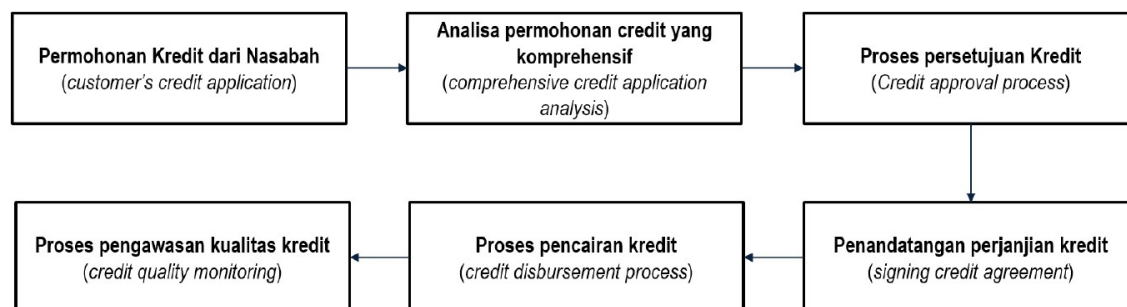 Permohonan Kredit dari Nasabah
(customer's credit application)
Analisa permohonan credit yang
komprehensif
(comprehensive credit application
analysis)
Proses persetujuan Kredit
(Credit approval process)
Penandatangan perjanjian kredit
(signing credit agreement)
Proses pencairan kredit
(credit disbursement process)
Proses pengawasan kualitas kredit
(credit quality monitoring)